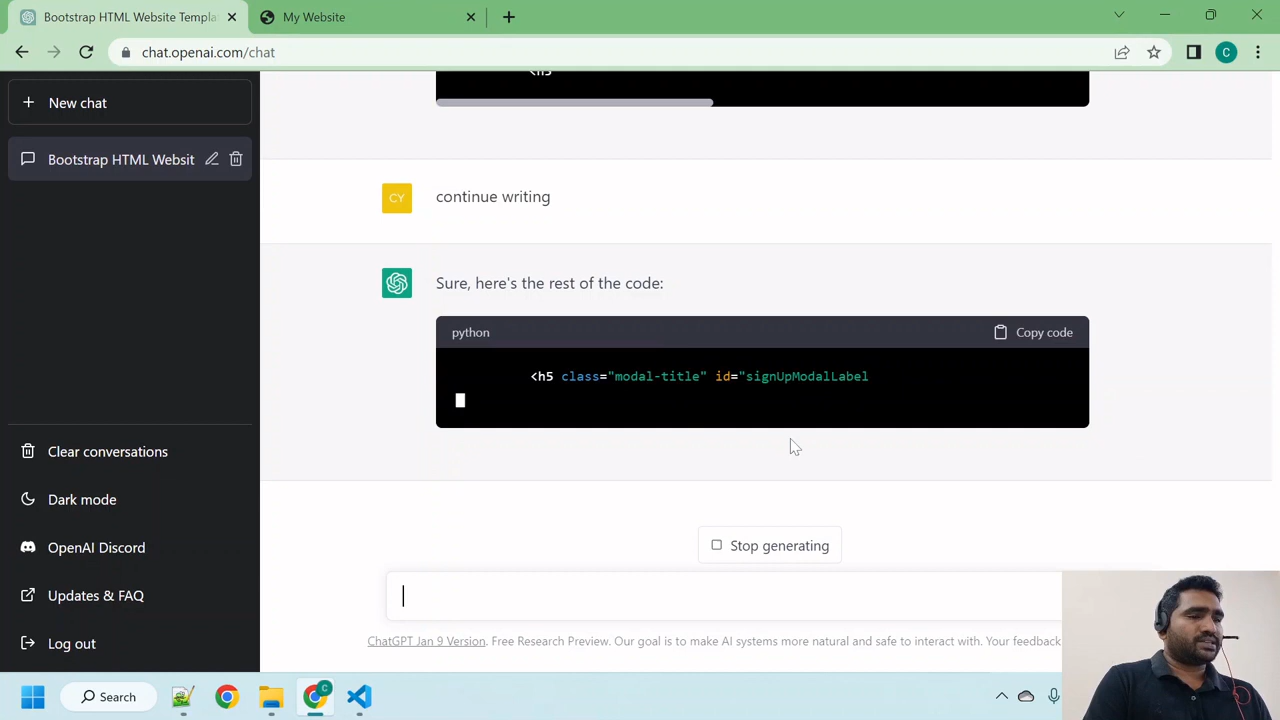 Bootstrap HTML Website Templa
My Website
chat.openai.com/chat
C
New chat
Bootstrap HTML Websit
<h5
CY
continue writing
Sure, here's the rest of the code:
python
Copy code
<h5 class="modal-title" id="signUpModalLabel
Clear conversations
Dark mode
OpenAI Discord
Updates & FAQ
Log out
Stop generating
ChatGPT Jan 9 Version. Free Research Preview. Our goal is to make AI systems more natural and safe to interact with. Your feedback
Search
C